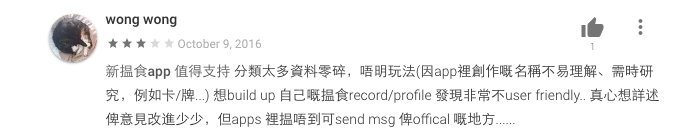 wong wong
October 9, 2016
1
新搵食app 值得支持 分類太多資料零碎，唔明玩法(因app裡創作嘅名稱不易理解、需時研
究，例如卡/牌...) 想build up 自己嘅搵食record/profile 發現非常不user friendly.. 真心想詳述
俾意見改進少少，但apps 裡搵唔到可send msg 俾offical 嘅地方......